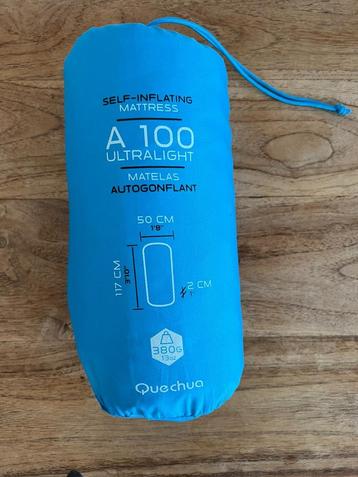 SELF-INFLATING
MATTRESS
A 100
ULTRALIGHT
MATELAS
AUTOGONFLANT
50 CM
1'8"
117 CM
3'.10"
2 CM
1"
380G
13oz
Quechua